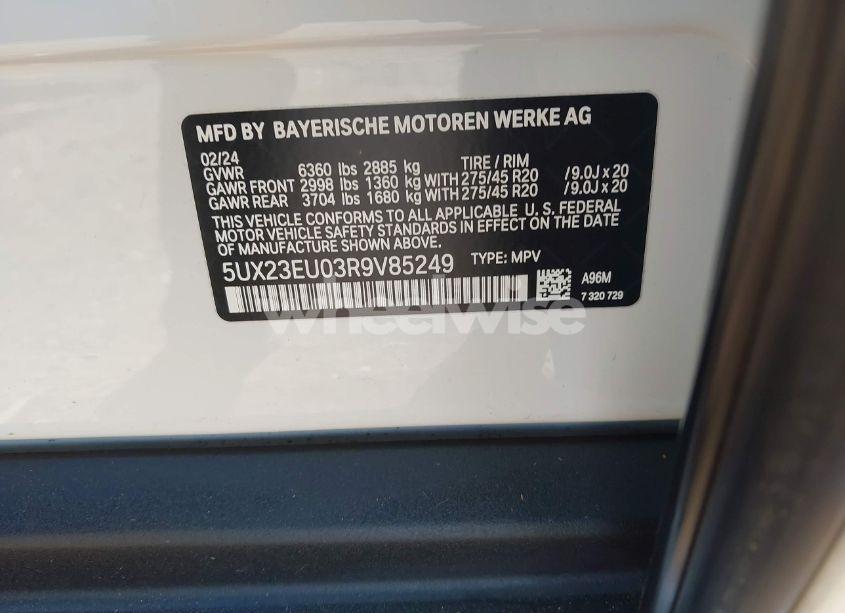 MFD BY BAYERISCHE MOTOREN WERKE AG
02/24 TIRE / RIM
GVWR 6360 lbs 2885 kg
GAWR FRONT 2998 lbs 1360 kg WITH 275/45 R20 /9.0J x 20
GAWR REAR 3704 lbs 1680 kg WITH 275/45 R20 /9.0J x 20
THIS VEHICLE CONFORMS TO ALL APPLICABLE U. S. FEDERAL
MOTOR VEHICLE SAFETY STANDARDS IN EFFECT ON THE DATE
OF MANUFACTURE SHOWN ABOVE.
5UX23EU03R9V85249 TYPE: MPV
A96M
7 320 729
wheelwise